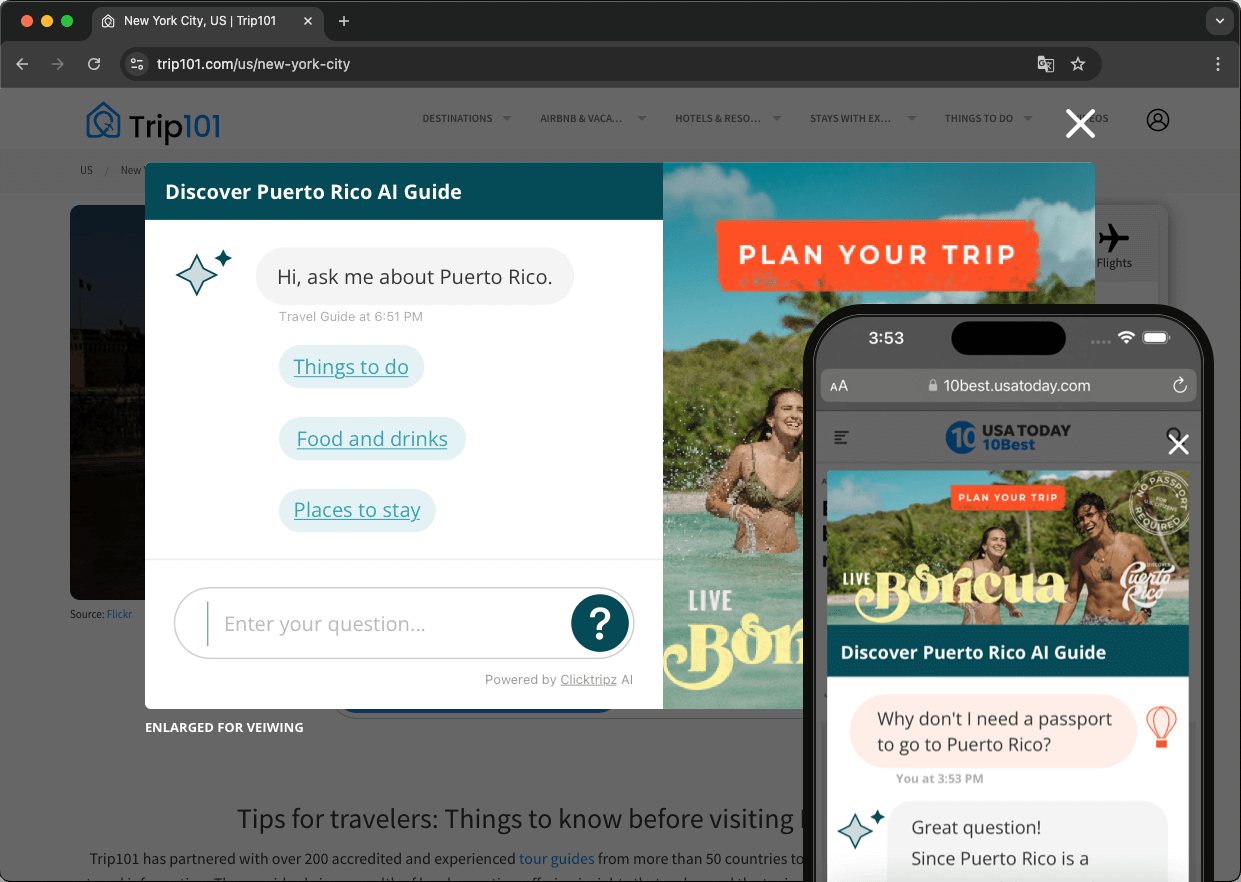 New York City, US | Trip101
trip101.com/us/new-york-city
Trip101
DESTINATIONS
AIRBNB & VACA...
HOTELS & RESO...
STAYS WITH EX...
THINGS TO DO
US / New
Discover Puerto Rico AI Guide
Hi, ask me about Puerto Rico.
Travel Guide at 6:51 PM
Things to do
Food and drinks
Places to stay
Enter your question...
?
Powered by Clicktripz AI
ENLARGED FOR VEIWING
PLAN YOUR TRIP
LIVE
Flights
Source: Flickr
Tips for travelers: Things to know before visiting
Trip101 has partnered with over 200 accredited and experienced tour guides from more than 50 countries to
3:53
AA
10best.usatoday.com
10 USA TODAY
10Best
PLAN YOUR TRIP
NO PASSPORT
REQUIRED
LIVE
Boricua
DISCOVER
Puerto
Rico
Discover Puerto Rico AI Guide
Why don't I need a passport
to go to Puerto Rico?
You at 3:53 PM
Great question!
Since Puerto Rico is a